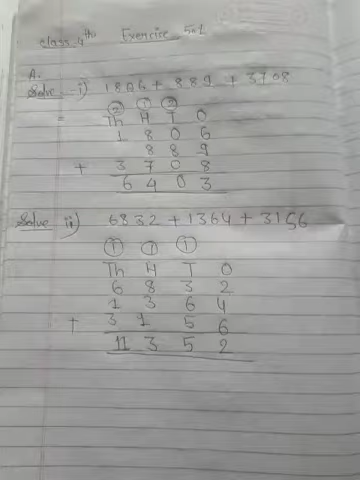 class 4th Exercise 5.1
A.
Solve i) 1806 + 889 + 3708
② ① ②
= Th H T O
1 8 0 6
8 8 9
+ 3 7 0 8
6 4 0 3
Solve ii) 6832 + 1364 + 3156
① ① ①
Th H T O
6 8 3 2
1 3 6 4
+ 3 1 5 6
11 3 5 2